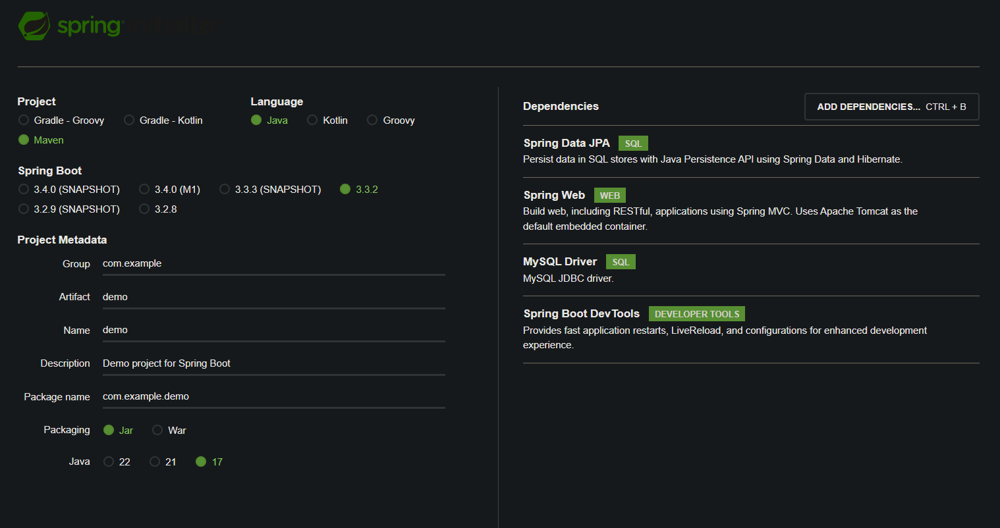 spring initializr
Project
Gradle - Groovy Gradle - Kotlin
Maven
Language
Java Kotlin Groovy
Spring Boot
3.4.0 (SNAPSHOT) 3.4.0 (M1) 3.3.3 (SNAPSHOT) 3.3.2
3.2.9 (SNAPSHOT) 3.2.8
Project Metadata
Group com.example
Artifact demo
Name demo
Description Demo project for Spring Boot
Package name com.example.demo
Packaging Jar War
Java 22 21 17
Dependencies
ADD DEPENDENCIES... CTRL + B
Spring Data JPA SQL
Persist data in SQL stores with Java Persistence API using Spring Data and Hibernate.
Spring Web WEB
Build web, including RESTful, applications using Spring MVC. Uses Apache Tomcat as the
default embedded container.
MySQL Driver SQL
MySQL JDBC driver.
Spring Boot DevTools DEVELOPER TOOLS
Provides fast application restarts, LiveReload, and configurations for enhanced development
experience.